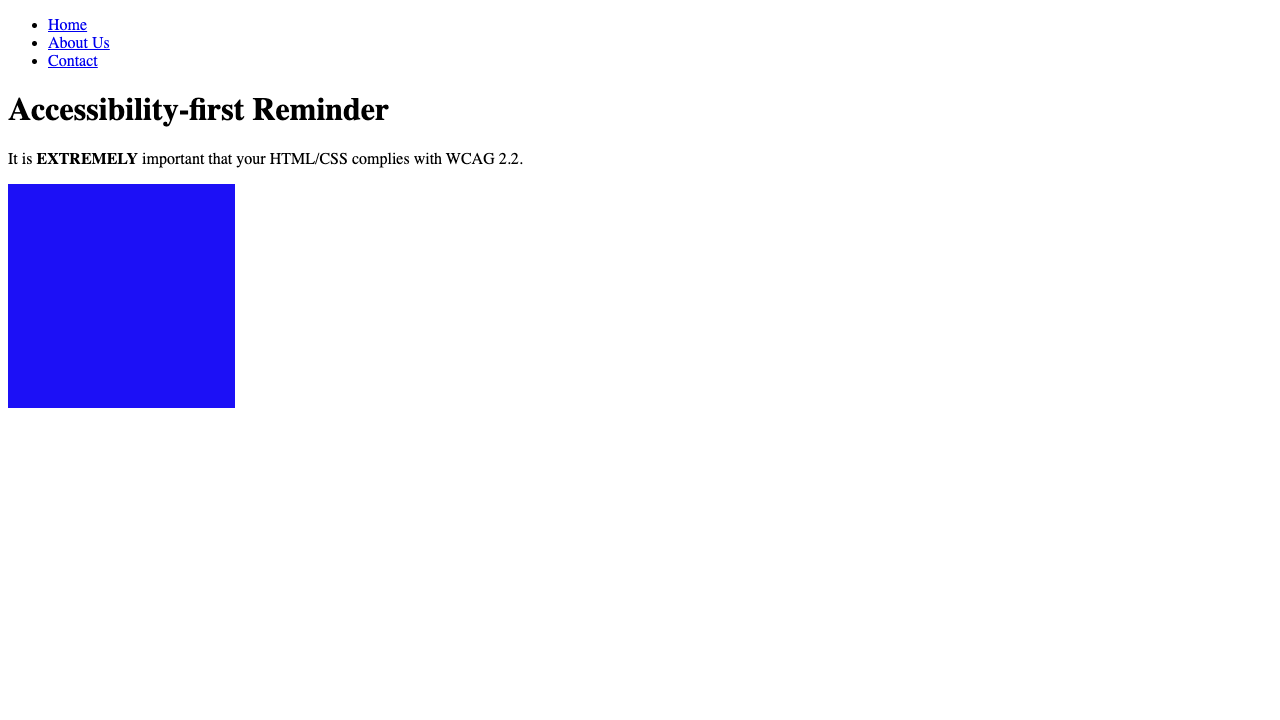 Home
About Us
Contact
Accessibility-first Reminder
It is EXTREMELY important that your HTML/CSS complies with WCAG 2.2.